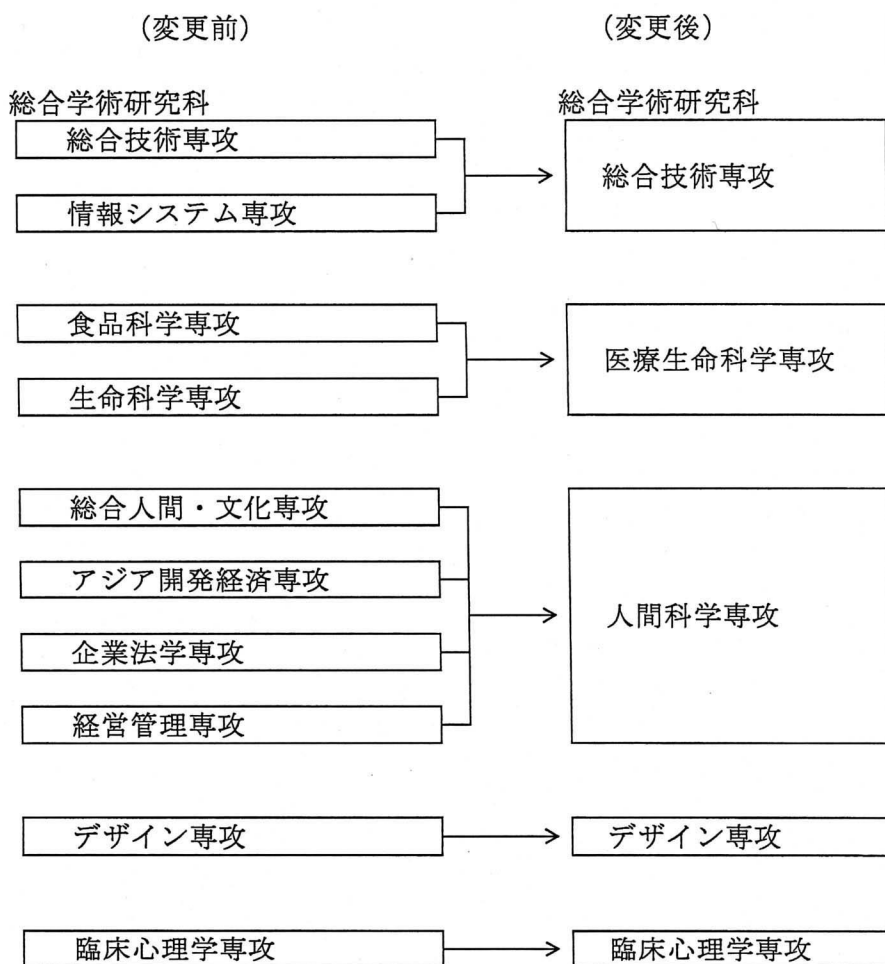 (変更前) (変更後)
総合学術研究科 総合学術研究科
総合技術専攻
総合技術専攻
情報システム専攻
食品科学専攻
医療生命科学専攻
生命科学専攻
総合人間・文化専攻
アジア開発経済専攻
人間科学専攻
企業法学専攻
経営管理専攻
デザイン専攻 デザイン専攻
臨床心理学専攻 臨床心理学専攻